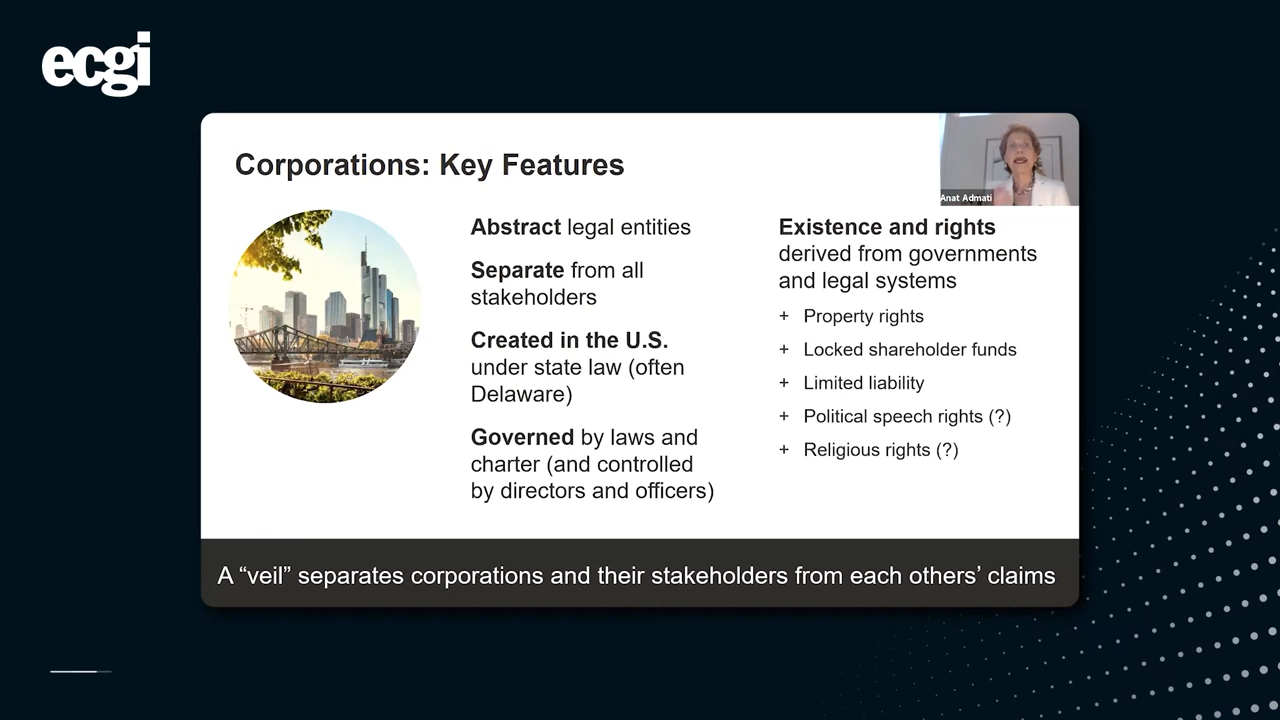 ecgi
Corporations: Key Features
Anat Admati
Abstract legal entities
Separate from all
stakeholders
Created in the U.S.
under state law (often
Delaware)
Governed by laws and
charter (and controlled
by directors and officers)
Existence and rights
derived from governments
and legal systems
+ Property rights
+ Locked shareholder funds
+ Limited liability
+ Political speech rights (?)
+ Religious rights (?)
A “veil” separates corporations and their stakeholders from each others’ claims